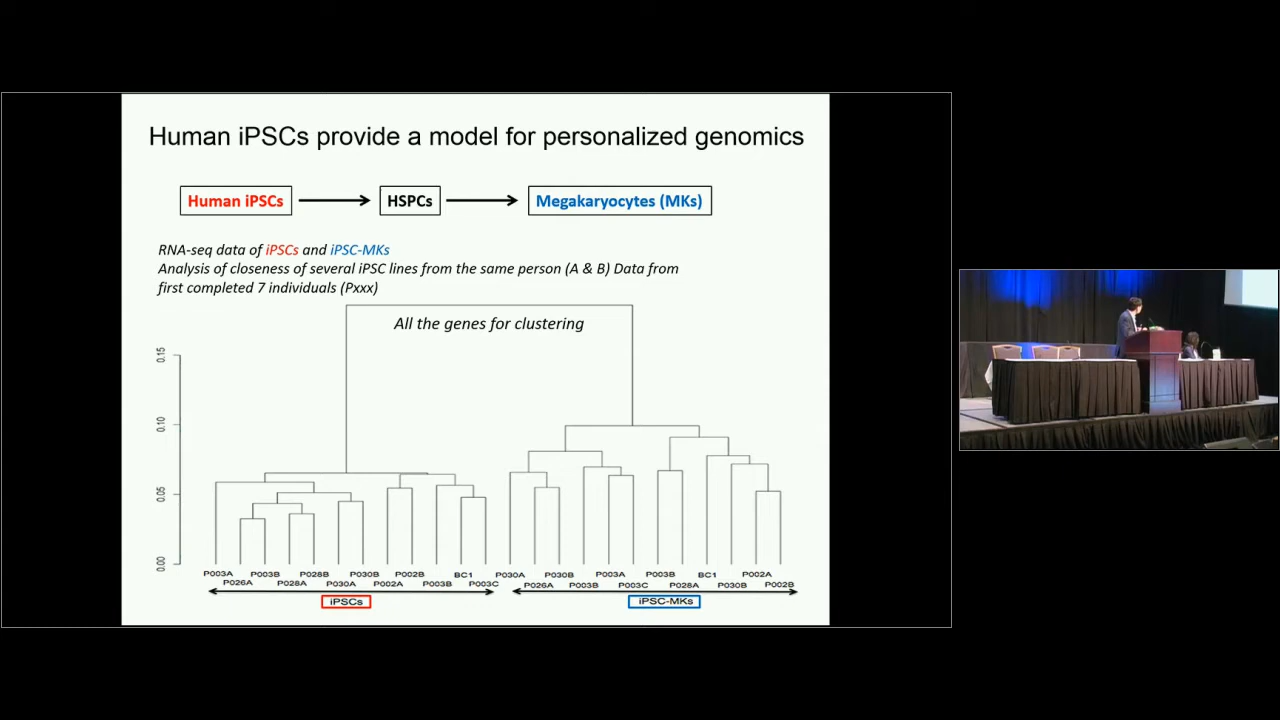 Human iPSCs provide a model for personalized genomics
Human iPSCs HSPCs Megakaryocytes (MKs)
RNA-seq data of iPSCs and iPSC-MKs
Analysis of closeness of several iPSC lines from the same person (A & B) Data from
first completed 7 individuals (Pxxx)
All the genes for clustering
0.15
0.10
0.05
0.00
P003A P003B P028B P030B P002B BC1 P030A P030B P003A P003B BC1 P002A
P026A P028A P030A P002A P003B P003C P026A P003B P003C P028A P030B P002B
iPSCs iPSC-MKs